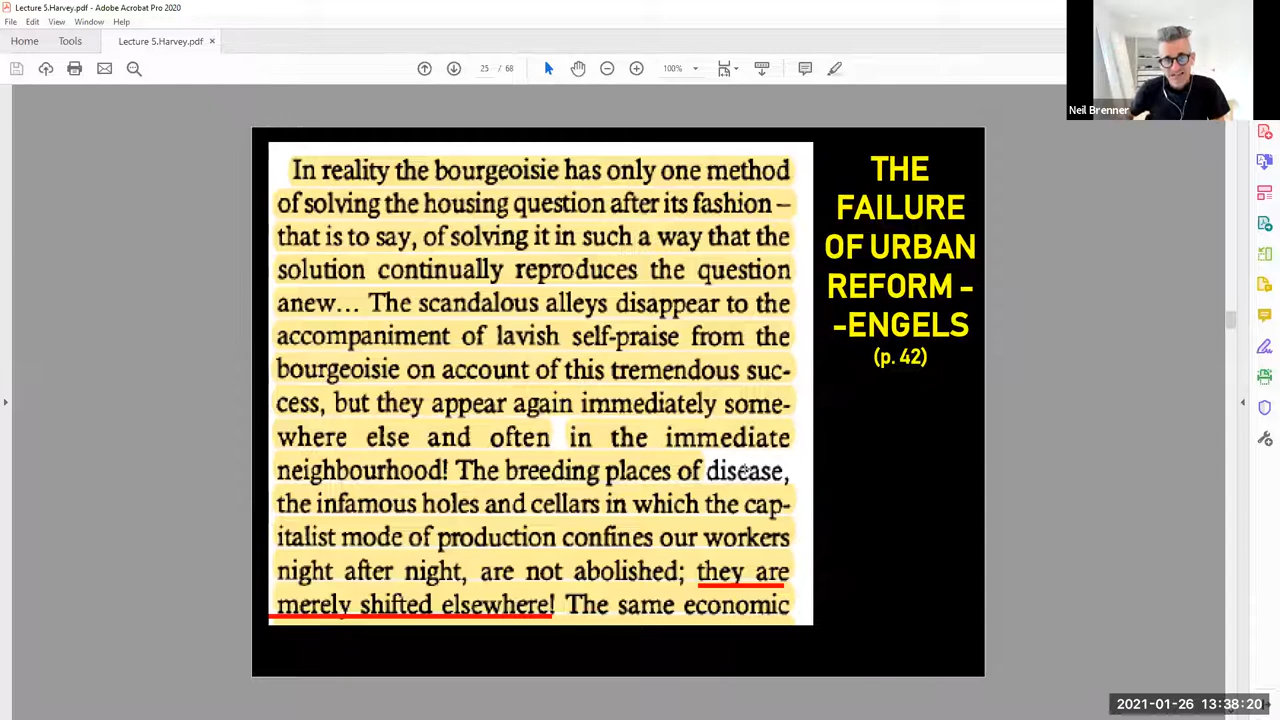 Lecture 5.Harvey.pdf - Adobe Acrobat Pro 2020
File Edit View Window Help
Home Tools Lecture 5.Harvey.pdf ×
25 / 68 100%
Neil Brenner
In reality the bourgeoisie has only one method
of solving the housing question after its fashion –
that is to say, of solving it in such a way that the
solution continually reproduces the question
anew... The scandalous alleys disappear to the
accompaniment of lavish self-praise from the
bourgeoisie on account of this tremendous suc-
cess, but they appear again immediately some-
where else and often in the immediate
neighbourhood! The breeding places of disease,
the infamous holes and cellars in which the cap-
italist mode of production confines our workers
night after night, are not abolished; they are
merely shifted elsewhere! The same economic
THE
FAILURE
OF URBAN
REFORM -
-ENGELS
(p. 42)
2021-01-26 13:38:20